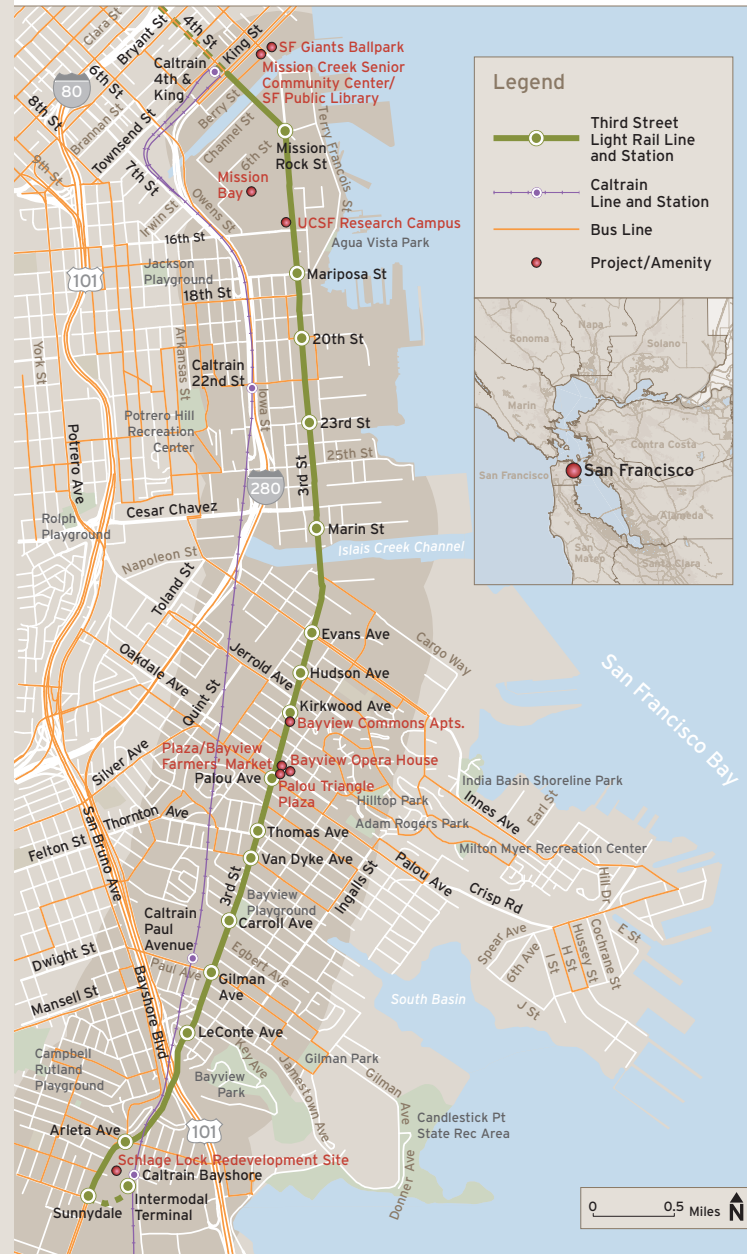 Clara St
Bryant St
4th St
King St
SF Giants Ballpark
Mission Creek Senior
Community Center/
SF Public Library
Caltrain
4th &
King
80
6th St
8th St
Brannan St
Townsend St
9th St
7th St
Berry St
Channel St
6th St
Terry Francois St
Mission
Rock St
Mission
Bay
Owens St
Irwin St
UCSF Research Campus
16th St
Agua Vista Park
101
Jackson
Playground
Mariposa St
18th St
York St
Arkansas St
20th St
Caltrain
22nd St
Iowa St
Potrero Hill
Recreation
Center
Potrero Ave
23rd St
25th St
280
3rd St
Cesar Chavez
Rolph
Playground
Marin St
Islais Creek Channel
Napoleon St
Toland St
Evans Ave
Cargo Way
Oakdale Ave
Jerrold Ave
Hudson Ave
Quint St
Kirkwood Ave
Bayview Commons Apts.
Silver Ave
Plaza/Bayview
Farmers' Market
Bayview Opera House
Palou Ave
Palou Triangle
Plaza
India Basin Shoreline Park
Hilltop Park
Innes Ave
Earl St
San Bruno Ave
Thornton Ave
Adam Rogers Park
Thomas Ave
Milton Myer Recreation Center
Felton St
Van Dyke Ave
Palou Ave
Crisp Rd
Hill Dr
3rd St
Ingalls St
Bayview
Playground
Carroll Ave
Caltrain
Paul
Avenue
Spear Ave
6th Ave
I St
H St
Hussey St
Cochrane St
E St
J St
Dwight St
Paul Ave
Egbert Ave
Gilman
Ave
Mansell St
Bayshore Blvd
South Basin
LeConte Ave
Campbell
Rutland
Playground
Key Ave
Bayview
Park
Jamestown Ave
Gilman Park
Gilman Ave
Donner Ave
Candlestick Pt
State Rec Area
101
Arleta Ave
Schlage Lock Redevelopment Site
Caltrain Bayshore
Sunnydale
Intermodal
Terminal
San Francisco Bay
Legend
Third Street
Light Rail Line
and Station
Caltrain
Line and Station
Bus Line
Project/Amenity
Sonoma
Napa
Solano
Marin
Contra Costa
San Francisco
San Francisco
Alameda
San
Mateo
Santa Clara
0
0.5 Miles
N